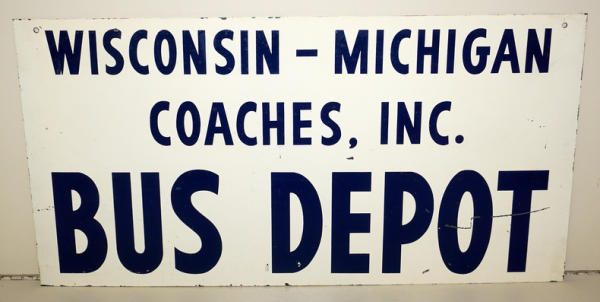 WISCONSIN – MICHIGAN
COACHES, INC.
BUS DEPOT